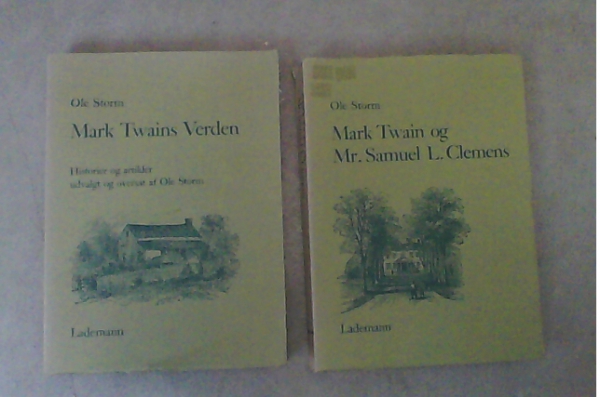 Ole Storm
Mark Twains Verden
Historier og artikler
udvalgt og oversat af Ole Storm
Lademann
Ole Storm
Mark Twain og
Mr. Samuel L. Clemens
Lademann